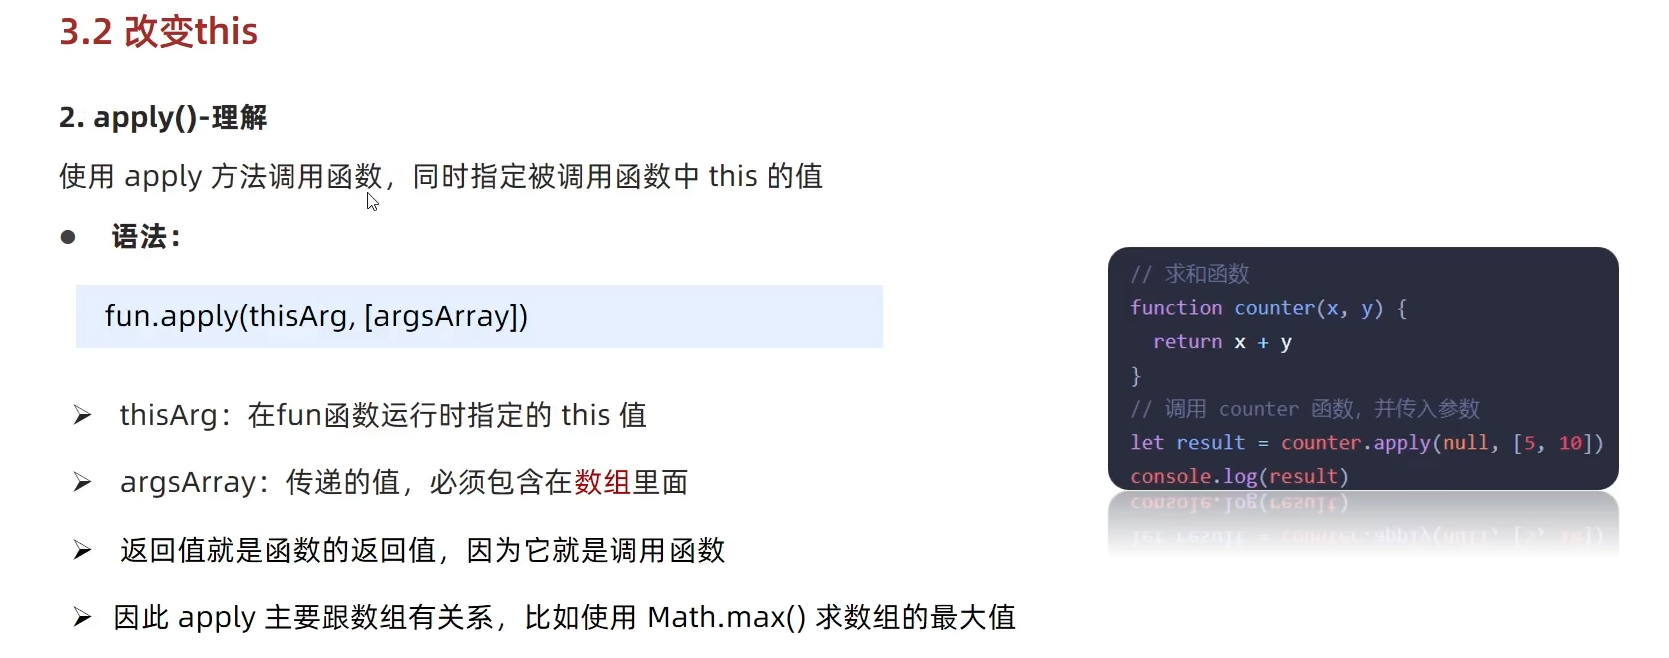 3.2 改变this
2. apply()-理解
使用 apply 方法调用函数，同时指定被调用函数中 this 的值
● 语法：
fun.apply(thisArg, [argsArray])
➢ thisArg：在fun函数运行时指定的 this 值
➢ argsArray：传递的值，必须包含在数组里面
➢ 返回值就是函数的返回值，因为它就是调用函数
➢ 因此 apply 主要跟数组有关系，比如使用 Math.max() 求数组的最大值
// 求和函数
function counter(x, y) {
  return x + y
}
// 调用 counter 函数，并传入参数
let result = counter.apply(null, [5, 10])
console.log(result)